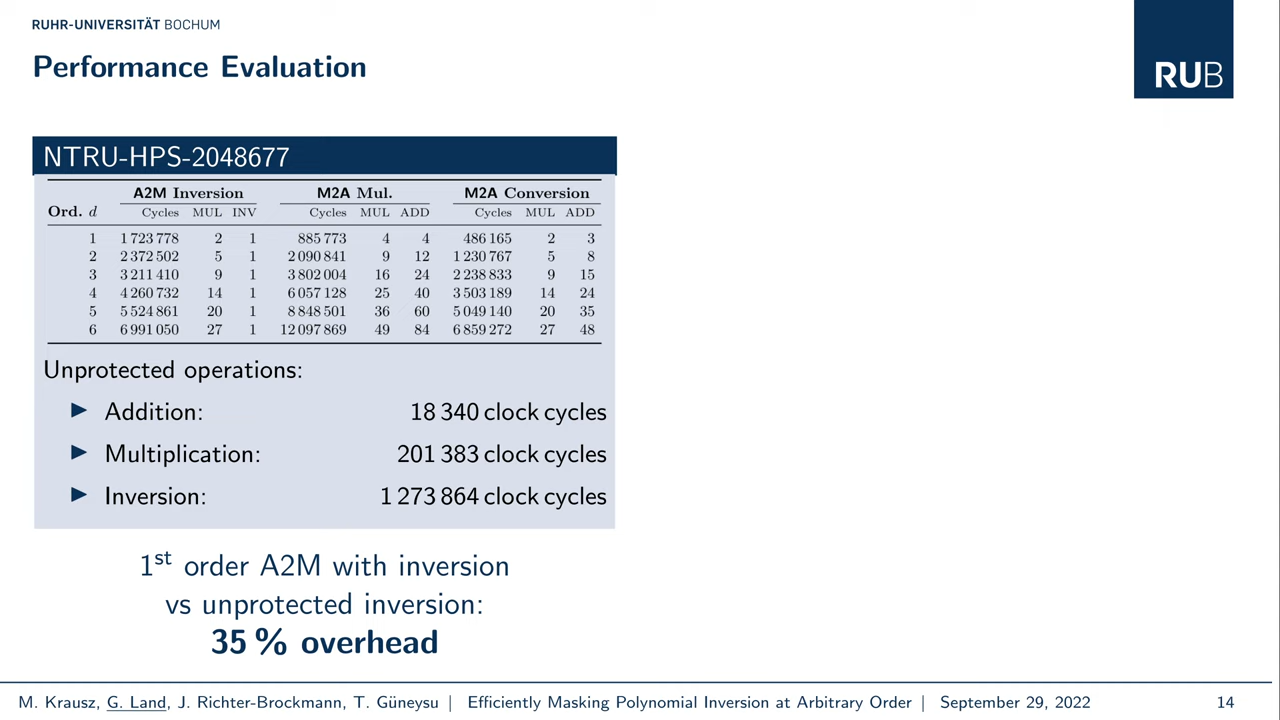 RUHR-UNIVERSITÄT BOCHUM
Performance Evaluation
RUB
NTRU-HPS-2048677
A2M Inversion M2A Mul. M2A Conversion
Ord. d Cycles MUL INV Cycles MUL ADD Cycles MUL ADD
1 1 723 778 2 1 885 773 4 4 486 165 2 3
2 2 372 502 5 1 2 090 841 9 12 1 230 767 5 8
3 3 211 410 9 1 3 802 004 16 24 2 238 833 9 15
4 4 260 732 14 1 6 057 128 25 40 3 503 189 14 24
5 5 524 861 20 1 8 848 501 36 60 5 049 140 20 35
6 6 991 050 27 1 12 097 869 49 84 6 859 272 27 48
Unprotected operations:
▶ Addition: 18 340 clock cycles
▶ Multiplication: 201 383 clock cycles
▶ Inversion: 1 273 864 clock cycles
1st order A2M with inversion
vs unprotected inversion:
35 % overhead
M. Krausz, G. Land, J. Richter-Brockmann, T. Güneysu | Efficiently Masking Polynomial Inversion at Arbitrary Order | September 29, 2022 14